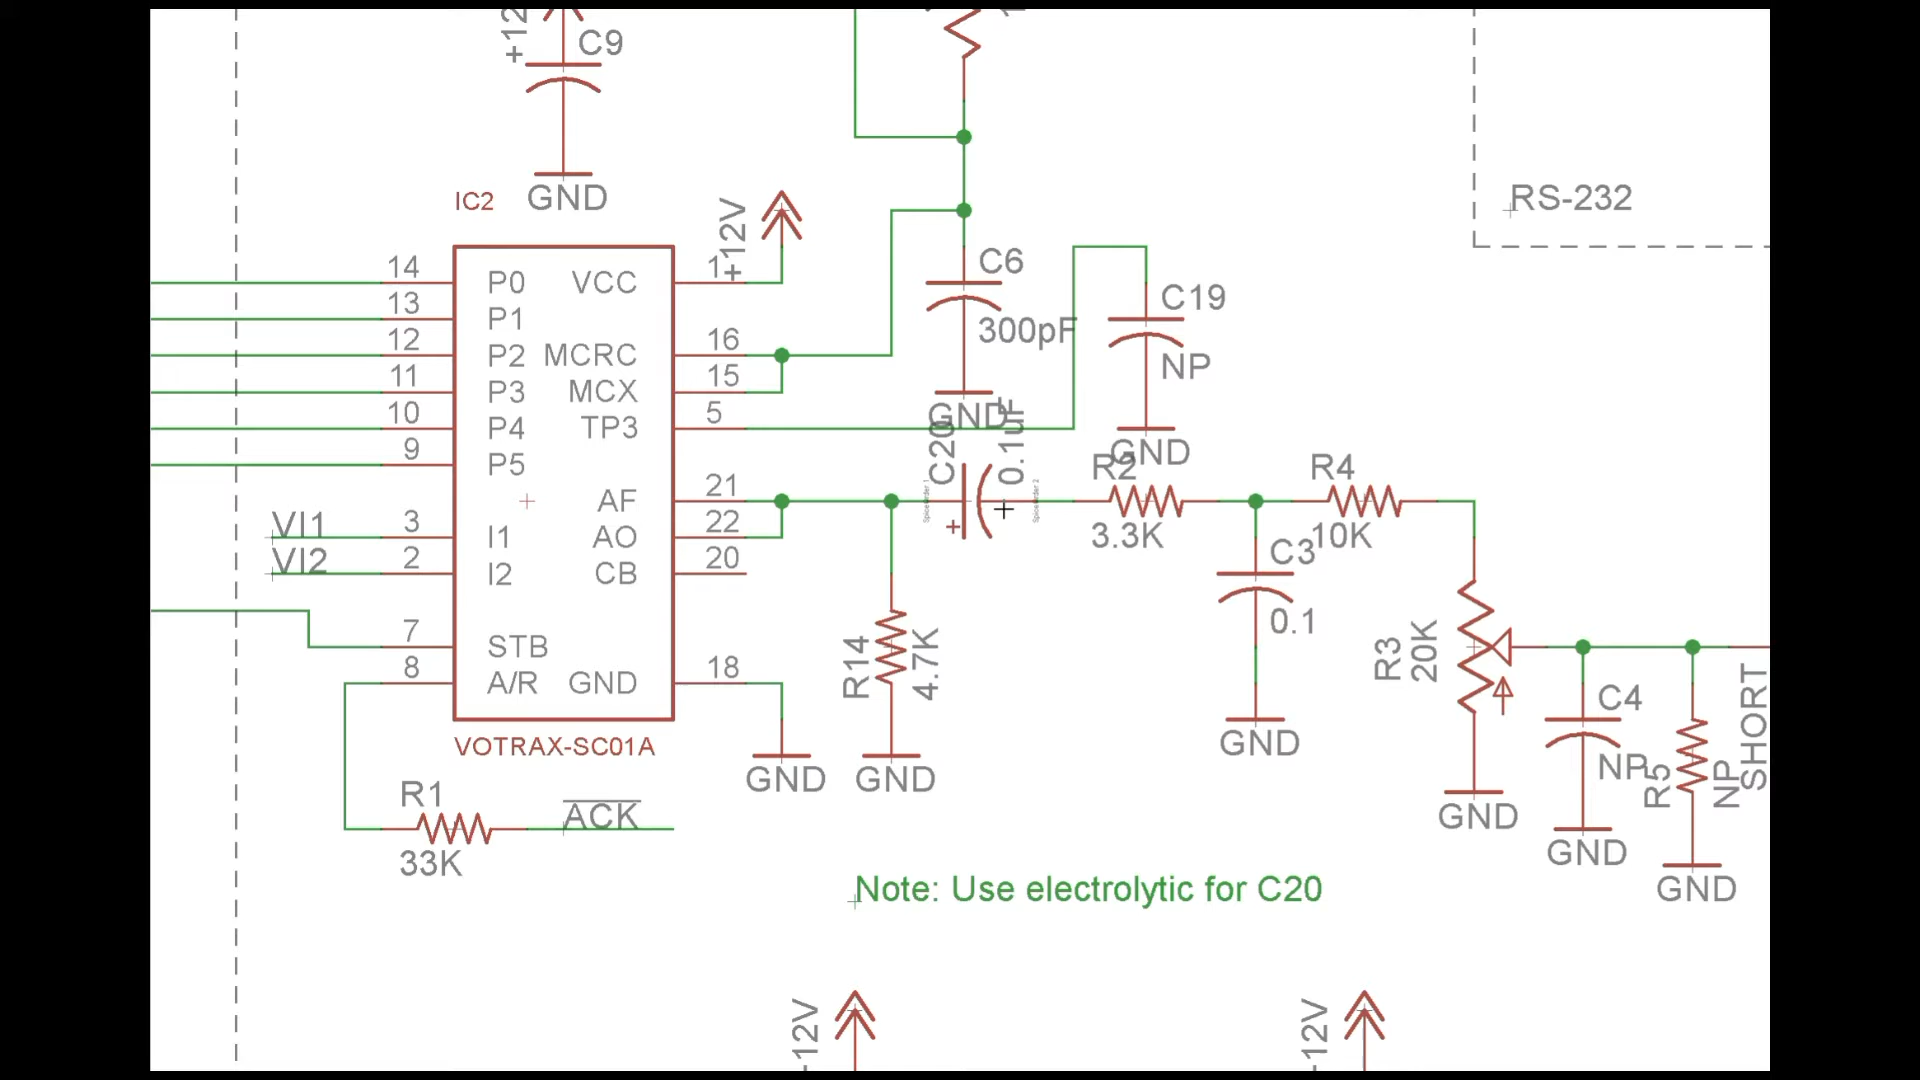 +12
C9
GND
IC2
+12V
RS-232
14
P0
VCC
1
13
P1
12
P2
MCRC
16
11
P3
MCX
15
10
P4
TP3
5
9
P5
C6
300pF
GND
C19
NP
GND
AF
21
VI1
3
I1
AO
22
VI2
2
I2
CB
20
7
STB
8
A/R
GND
18
VOTRAX-SC01A
GND
C20
0.1uF
+
R2
3.3K
R4
10K
C3
0.1
GND
R14
4.7K
GND
R3
20K
GND
C4
NP
GND
R5
NP
GND
SHORT
R1
33K
ACK
Note: Use electrolytic for C20
-12V
-12V